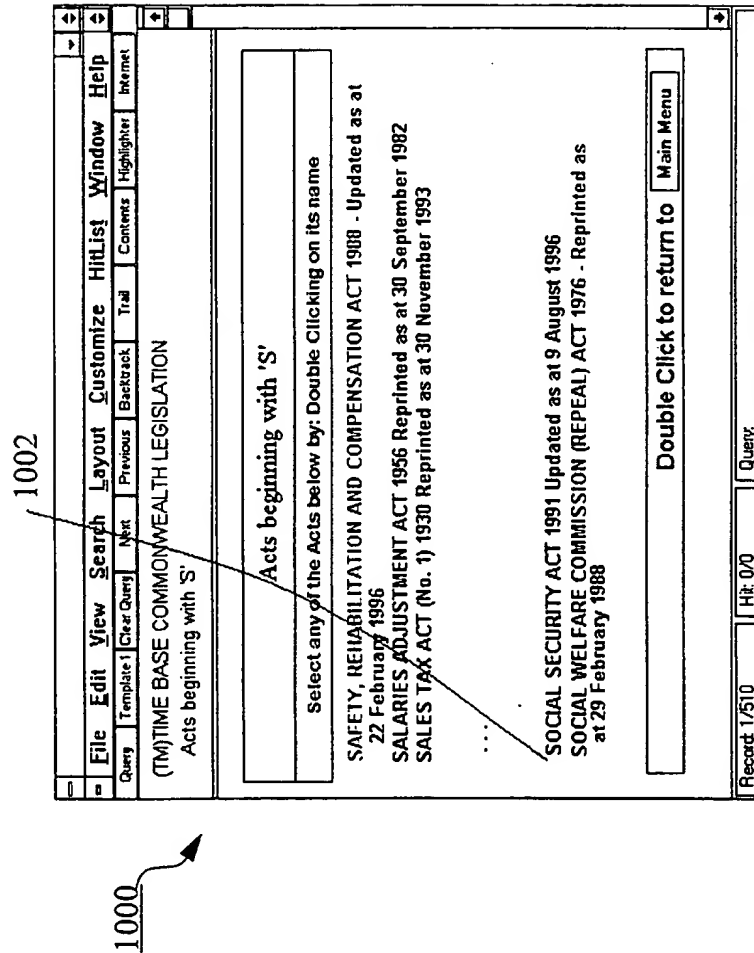 1002
1000
File Edit View Search Layout Customize HitList Window Help
Query Template 1 Clear Query Next Previous Backtrack Trail Contents Highlighter Internet
(TM)TIME BASE COMMONWEALTH LEGISLATION
Acts beginning with 'S'
Acts beginning with 'S'
Select any of the Acts below by: Double Clicking on its name
SAFETY, REHABILITATION AND COMPENSATION ACT 1988 - Updated as at
22 February 1996
SALARIES ADJUSTMENT ACT 1956 Reprinted as at 30 September 1982
SALES TAX ACT (No. 1) 1930 Reprinted as at 30 November 1993
....
SOCIAL SECURITY ACT 1991 Updated as at 9 August 1996
SOCIAL WELFARE COMMISSION (REPEAL) ACT 1976 - Reprinted as
at 29 February 1988
Double Click to return to Main Menu
Record: 1/510 Hit: 0/0 Query: